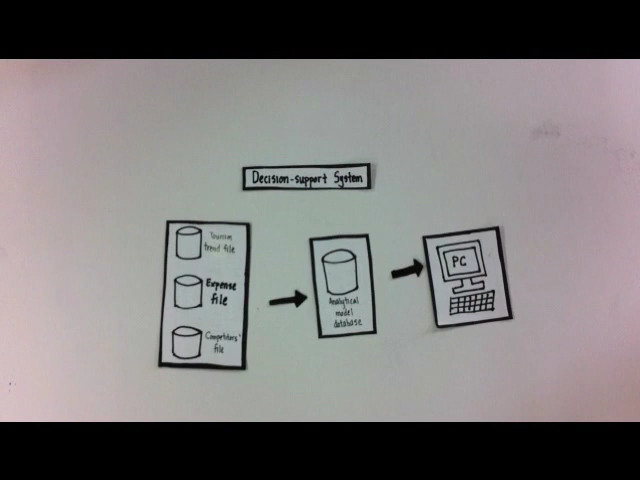 Decision-support System
Tourism
trend file
Expense
file
Competitors'
file
Analytical
model
database
PC